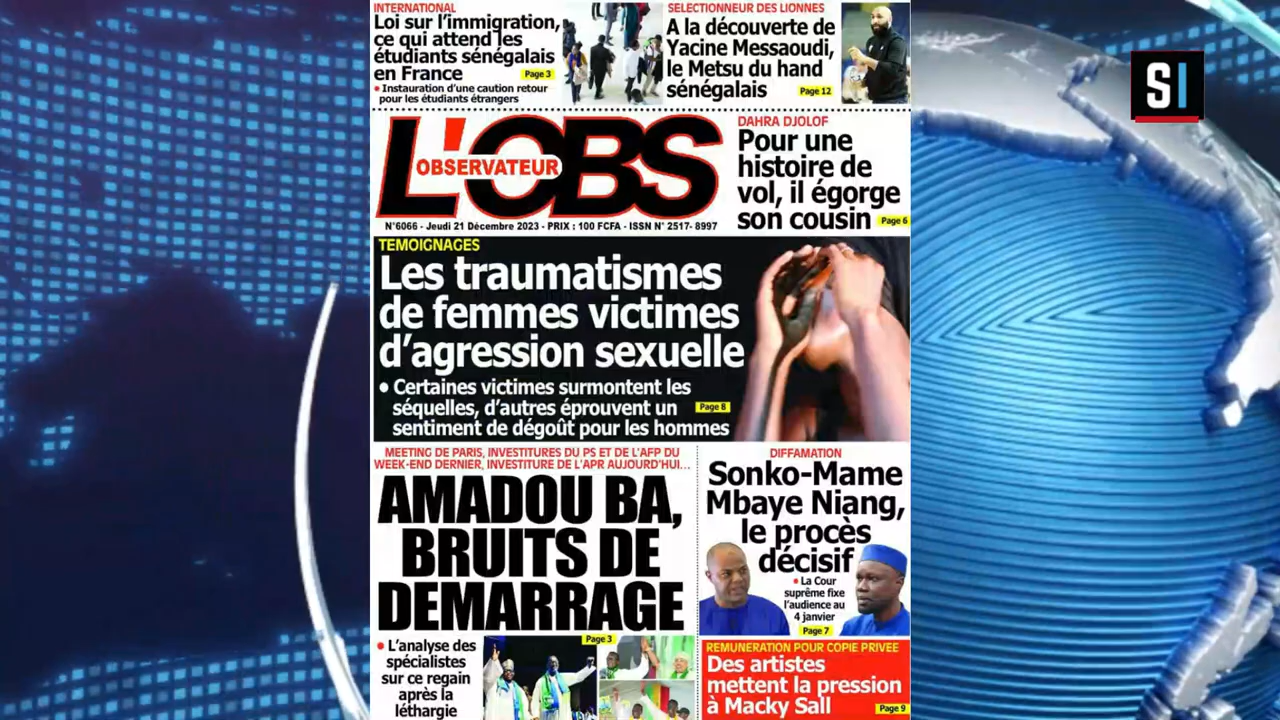 INTERNATIONAL
Loi sur l’immigration,
ce qui attend les
étudiants sénégalais
en France
Page 3
• Instauration d’une caution retour
pour les étudiants étrangers
SELECTIONNEUR DES LIONNES
A la découverte de
Yacine Messaoudi,
le Metsu du hand
sénégalais
Page 12
SI
L'OBS
OBSERVATEUR
N°6066 - Jeudi 21 Décembre 2023 - PRIX : 100 FCFA - ISSN N° 2517- 8997
DAHRA DJOLOF
Pour une
histoire de
vol, il égorge
son cousin
Page 6
TEMOIGNAGES
Les traumatismes
de femmes victimes
d’agression sexuelle
• Certaines victimes surmontent les
séquelles, d’autres éprouvent un
sentiment de dégoût pour les hommes
Page 8
MEETING DE PARIS, INVESTITURES DU PS ET DE L’AFP DU
WEEK-END DERNIER, INVESTITURE DE L’APR AUJOURD’HUI...
AMADOU BA,
BRUITS DE
DEMARRAGE
Page 3
• L’analyse des
spécialistes
sur ce regain
après la
léthargie
DIFFAMATION
Sonko-Mame
Mbaye Niang,
le procès
décisif
• La Cour
suprême fixe
l’audience au
4 janvier
Page 7
REMUNERATION POUR COPIE PRIVEE
Des artistes
mettent la pression
à Macky Sall
Page 9